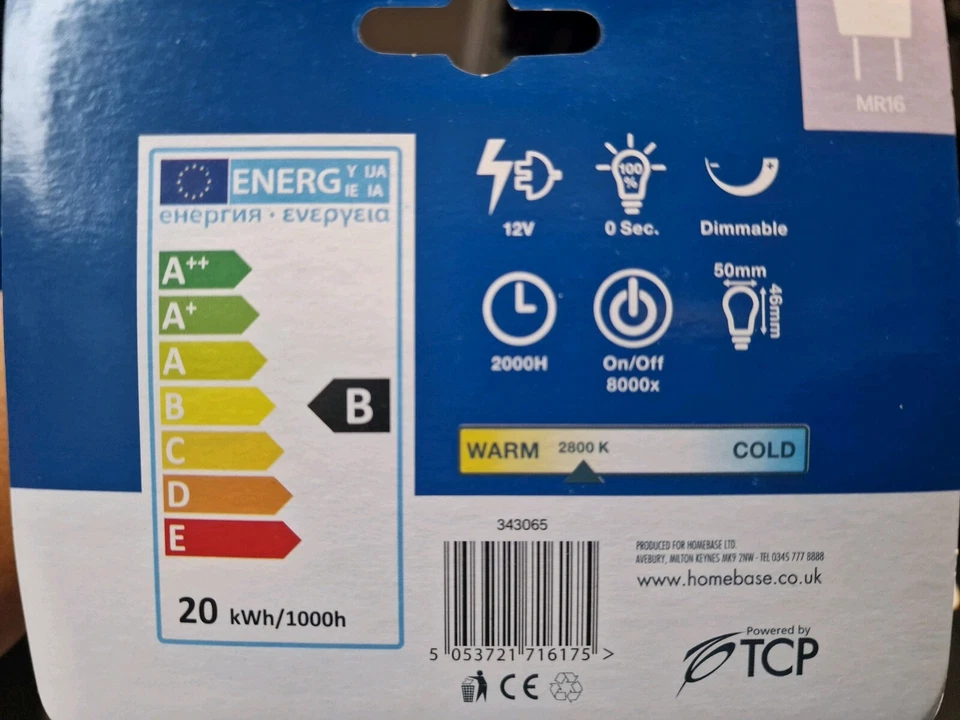 MR16
ENERG Y IJA
IE IA
енергия · ενεργεια
A++
A+
A
B
C
D
E
B
20 kWh/1000h
12V
100
%
0 Sec.
Dimmable
2000H
On/Off
8000x
50mm
46mm
WARM 2800 K COLD
343065
5 053721 716175 >
PRODUCED FOR HOMEBASE LTD.
AVEBURY, MILTON KEYNES MK9 2NW - TEL 0345 777 8888
www.homebase.co.uk
CE
Powered by
TCP